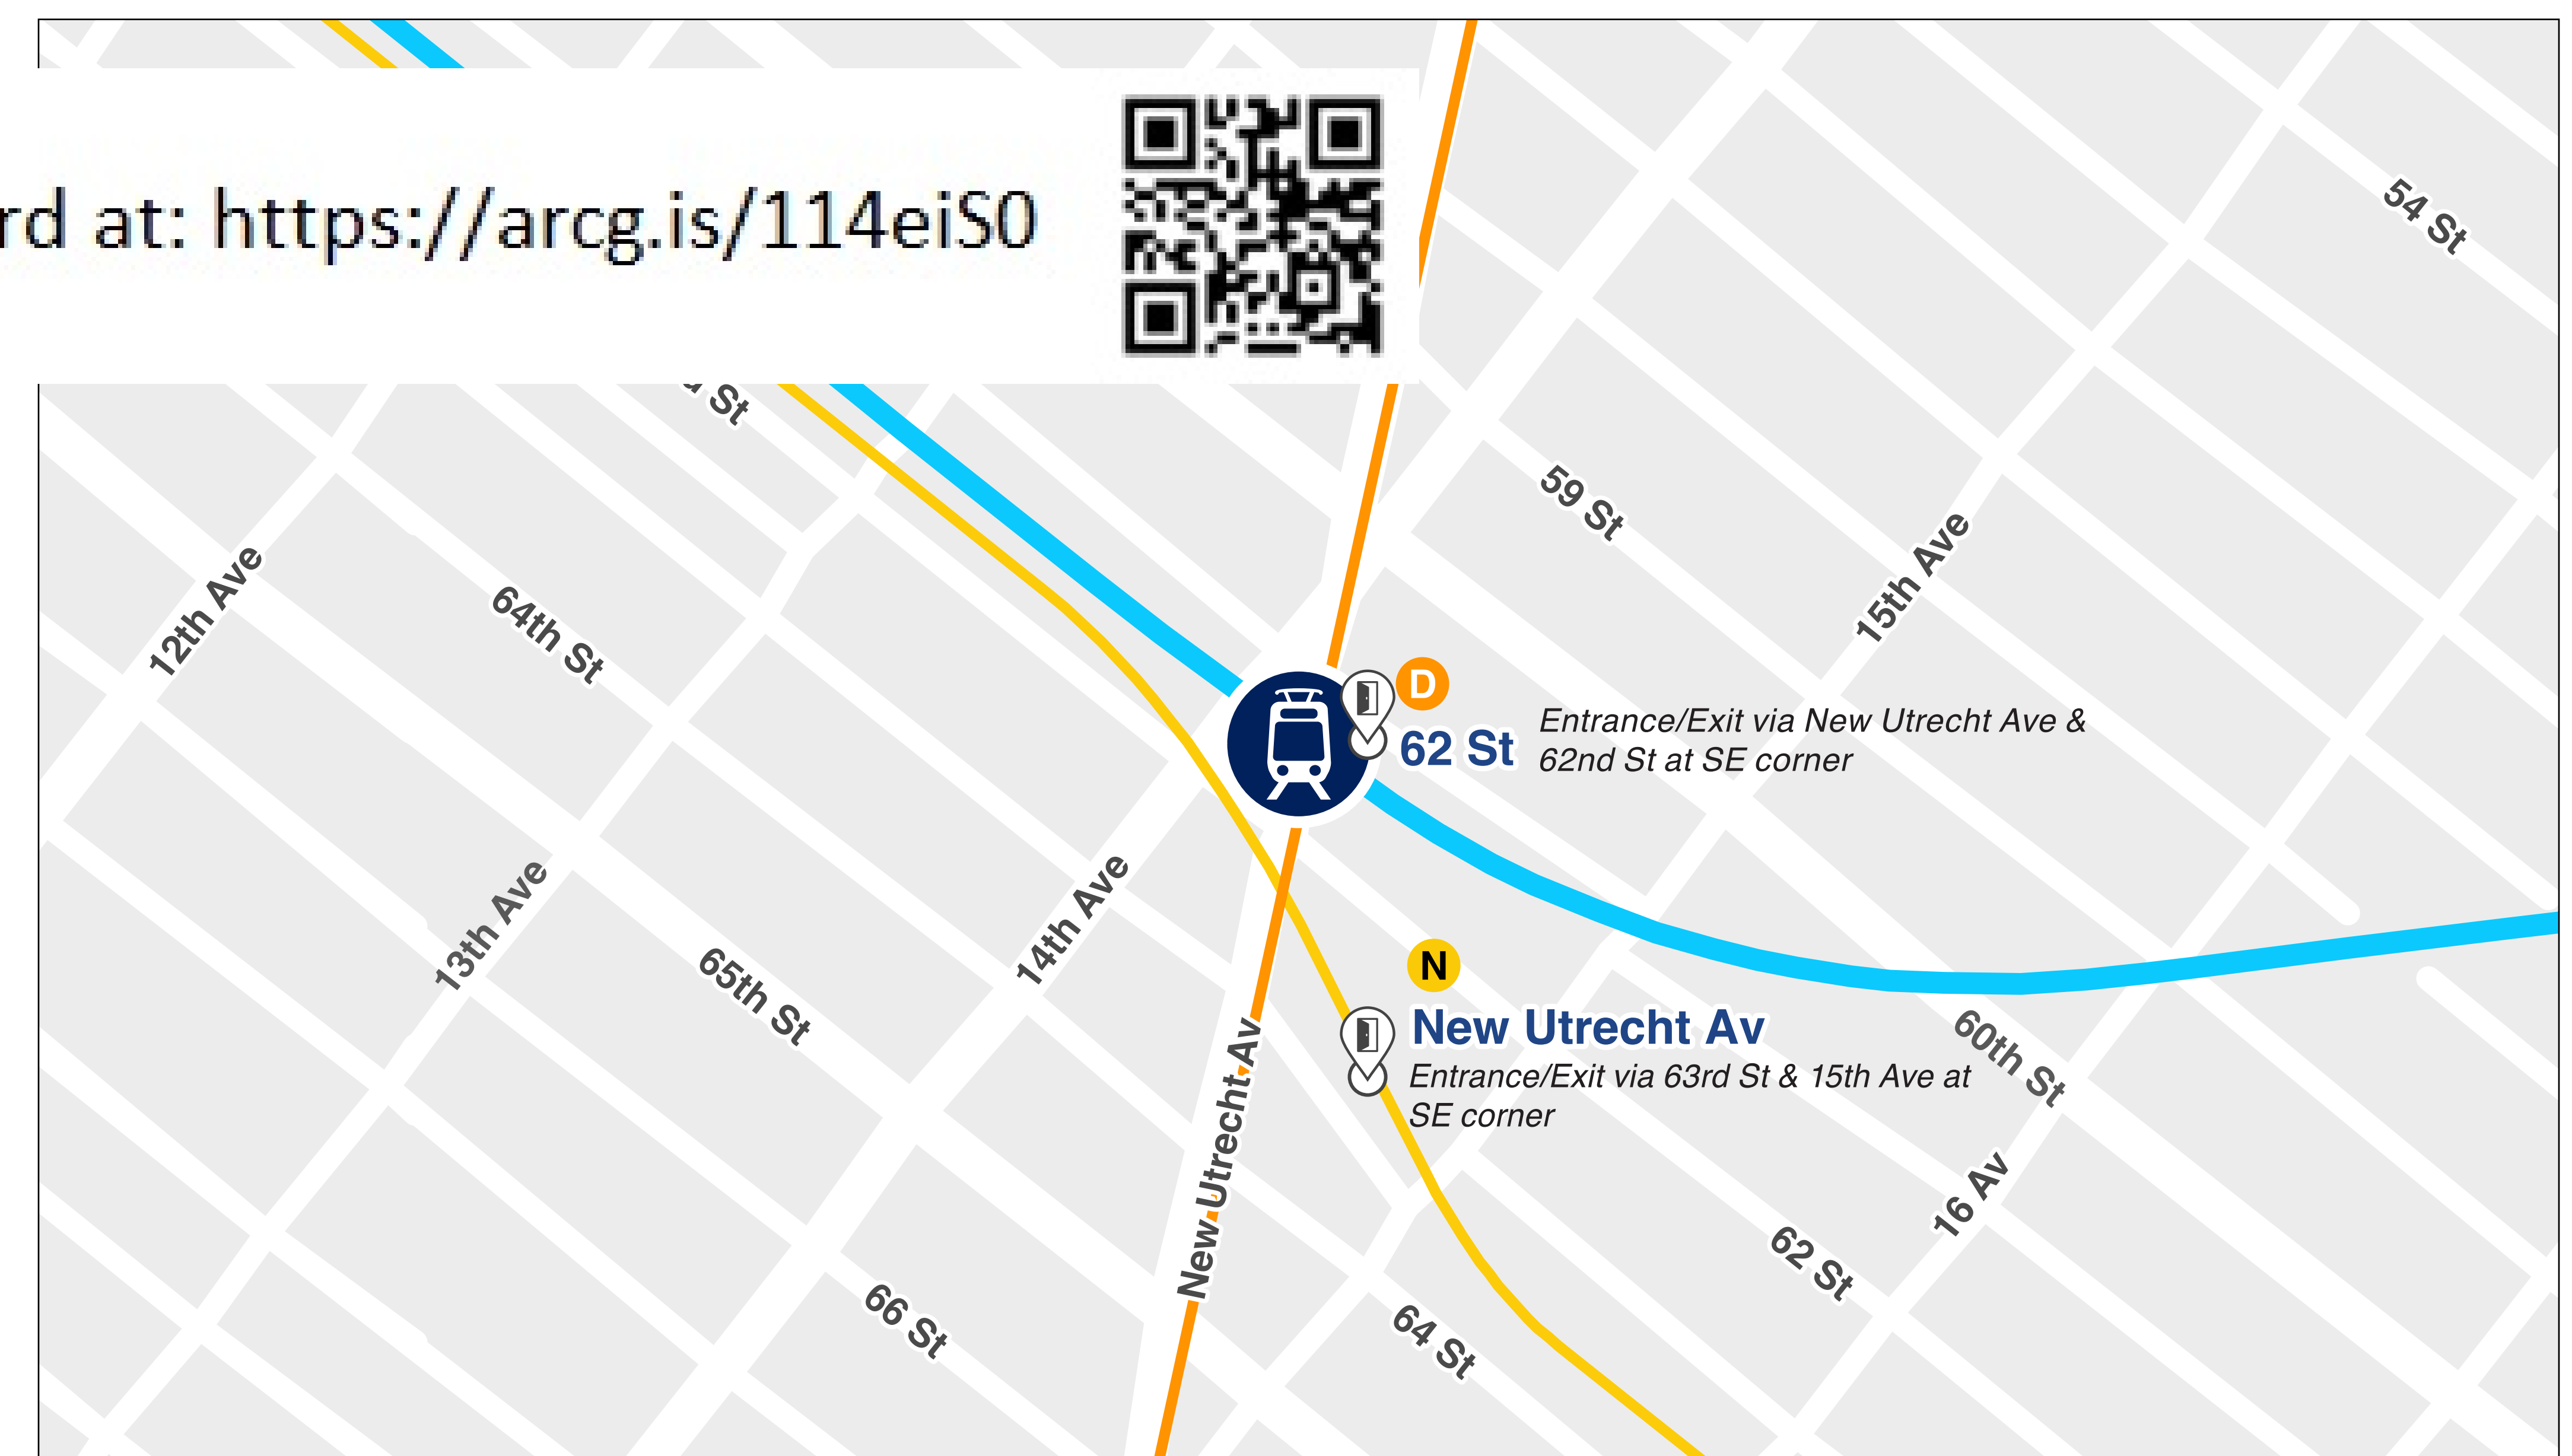 rd at: https://arcg.is/114eiS0
54 St
St
59 St
15th Ave
12th Ave
64th St
D
62 St
Entrance/Exit via New Utrecht Ave &
62nd St at SE corner
13th Ave
14th Ave
65th St
N
New Utrecht Av
Entrance/Exit via 63rd St & 15th Ave at
SE corner
60th St
New Utrecht Av
16 Av
62 St
66 St
64 St